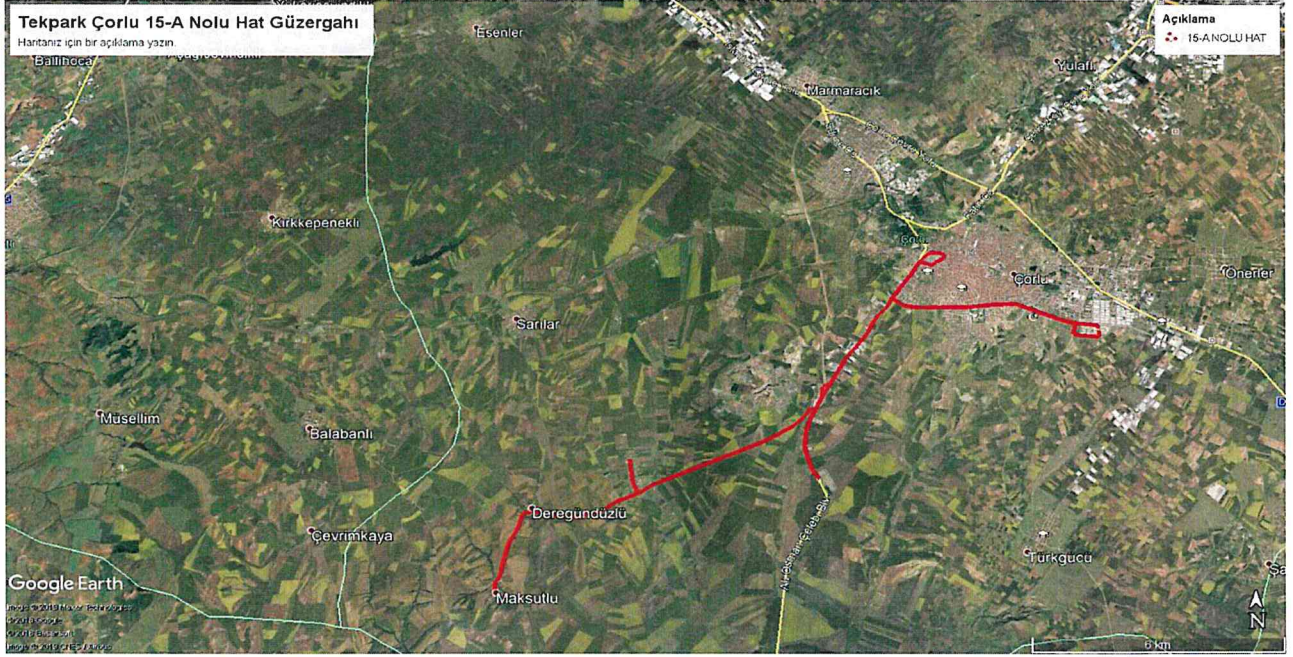 Tekpark Çorlu 15-A Nolu Hat Güzergahı
Haritanız için bir açıklama yazın.
Açıklama
15-A NOLU HAT
Esenler
Ballıhoca
Yulaflı
Marmaracık
Kırkkepenekli
Çorlu
Önerler
Sarılar
Müsellim
Balabanlı
Deregündüzlü
Çevrimkaya
Türkgücü
Maksutlu
Google Earth
N
6 km